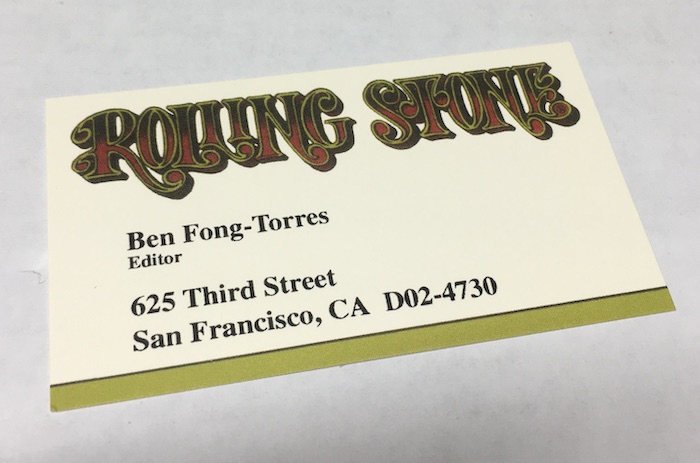 ROLLING STONE
Ben Fong-Torres
Editor
625 Third Street
San Francisco, CA D02-4730